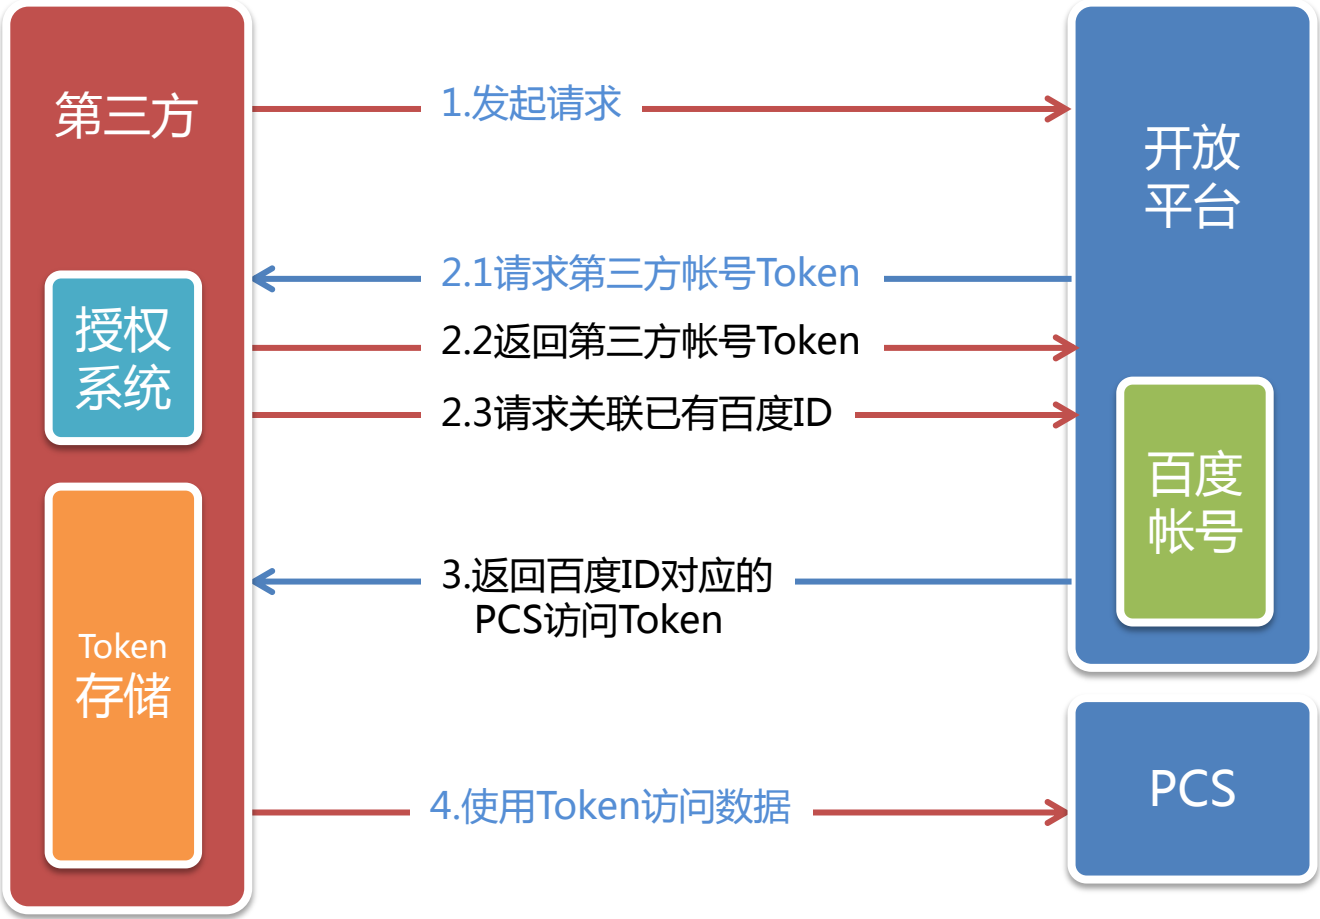 第三方
1.发起请求
开放
平台
2.1请求第三方帐号Token
授权
系统
2.2返回第三方帐号Token
2.3请求关联已有百度ID
百度
帐号
3.返回百度ID对应的
PCS访问Token
Token
存储
4.使用Token访问数据
PCS